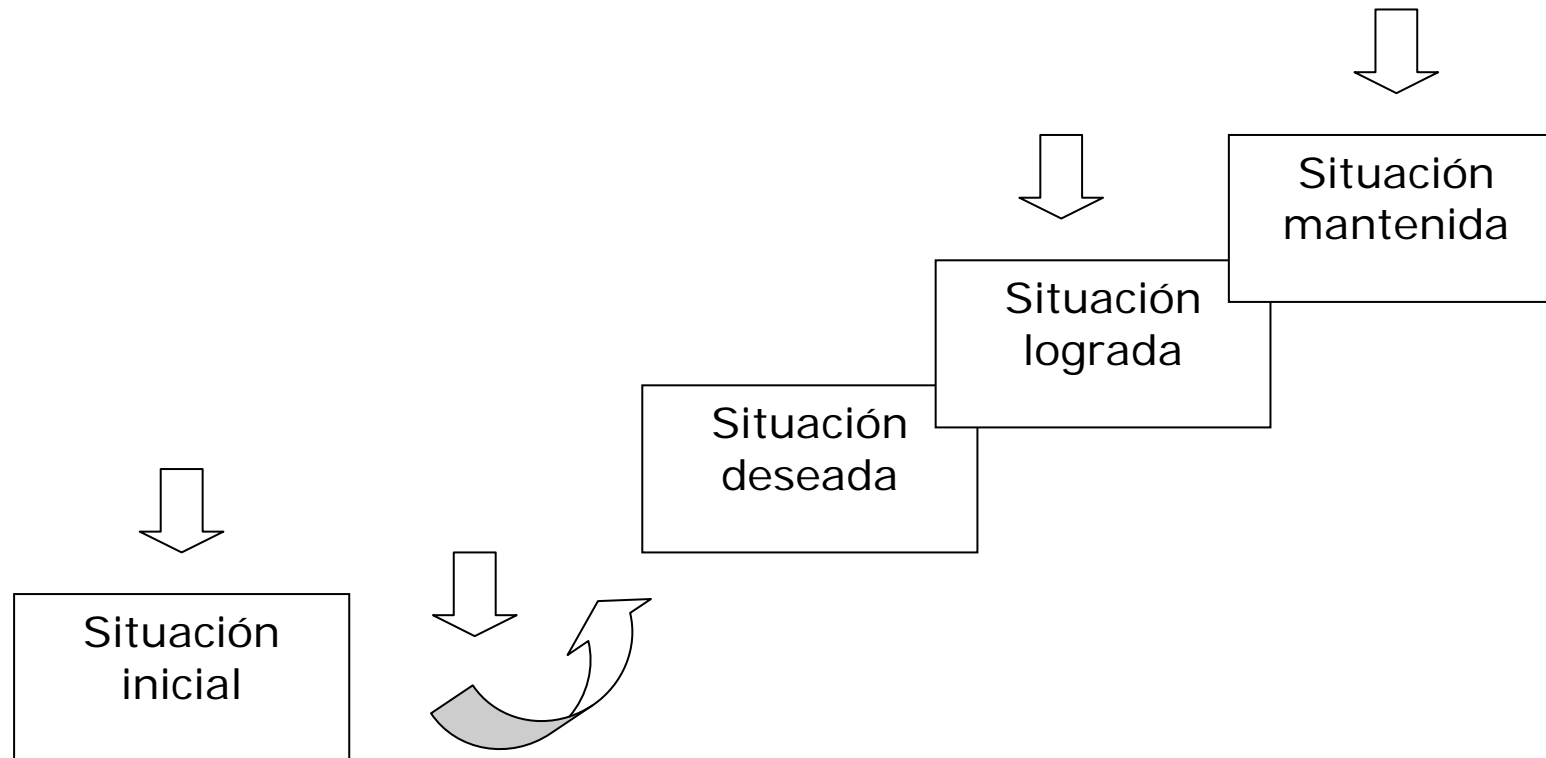 Situación
mantenida
Situación
lograda
Situación
deseada
Situación
inicial